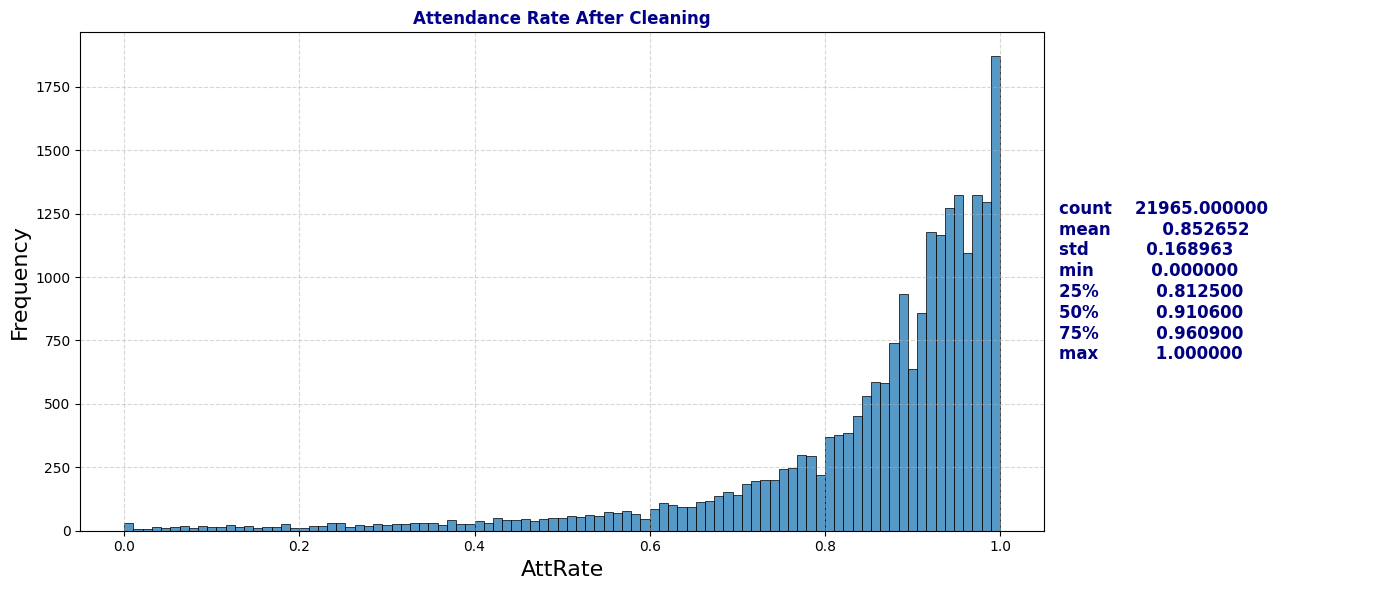 Attendance Rate After Cleaning
1750
1500
1250
1000
750
500
250
0
Frequency
0.0 0.2 0.4 0.6 0.8 1.0
AttRate
count 21965.000000
mean 0.852652
std 0.168963
min 0.000000
25% 0.812500
50% 0.910600
75% 0.960900
max 1.000000